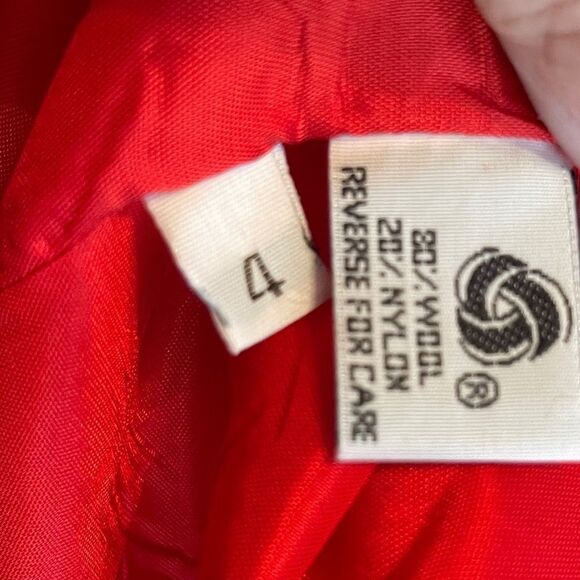 4
®
80% WOOL
20% NYLON
REVERSE FOR CARE